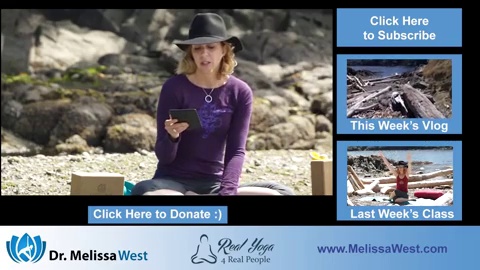 Click Here
to Subscribe
This Week's Vlog
Last Week's Class
Click Here to Donate :)
Dr. Melissa West
Real Yoga
4 Real People
www.MelissaWest.com